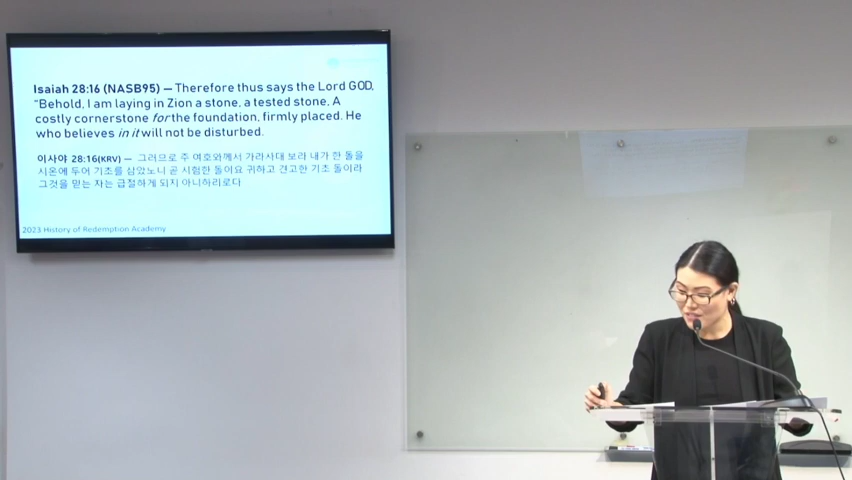 Isaiah 28:16 (NASB95) — Therefore thus says the Lord GOD,
“Behold, I am laying in Zion a stone, a tested stone, A
costly cornerstone for the foundation, firmly placed. He
who believes in it will not be disturbed.
이사야 28:16(KRV) — 그러므로 주 여호와께서 가라사대 보라 내가 한 돌을
시온에 두어 기초를 삼았노니 곧 시험한 돌이요 귀하고 견고한 기초 돌이라
그것을 믿는 자는 급절하게 되지 아니하리로다
2023 History of Redemption Academy